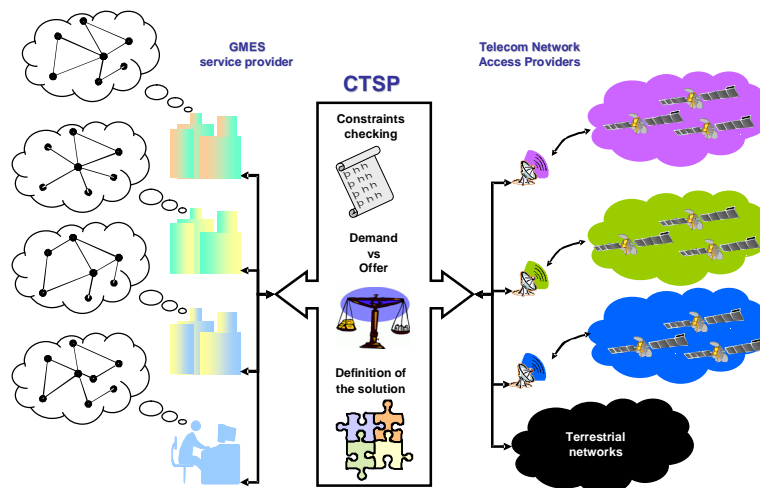 GMES
service provider
CTSP
Telecom Network
Access Providers
Constraints
checking
Demand
vs
Offer
Definition of
the solution
Terrestrial
networks